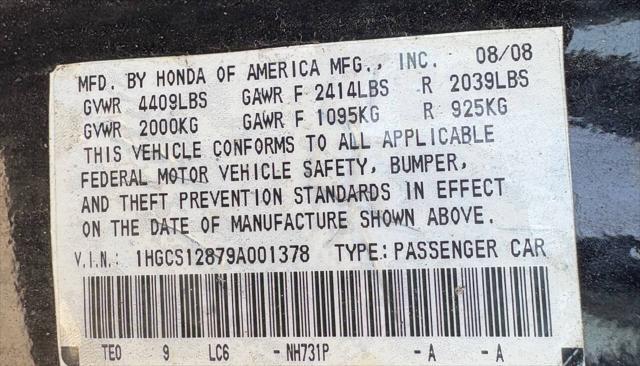 MFD. BY HONDA OF AMERICA MFG., INC. 08/08
GVWR 4409LBS GAWR F 2414LBS R 2039LBS
GVWR 2000KG GAWR F 1095KG R 925KG
THIS VEHICLE CONFORMS TO ALL APPLICABLE
FEDERAL MOTOR VEHICLE SAFETY, BUMPER,
AND THEFT PREVENTION STANDARDS IN EFFECT
ON THE DATE OF MANUFACTURE SHOWN ABOVE.
V.I.N.: 1HGCS12879A001378 TYPE: PASSENGER CAR
TE0 9 LC6 - NH731P - A - A